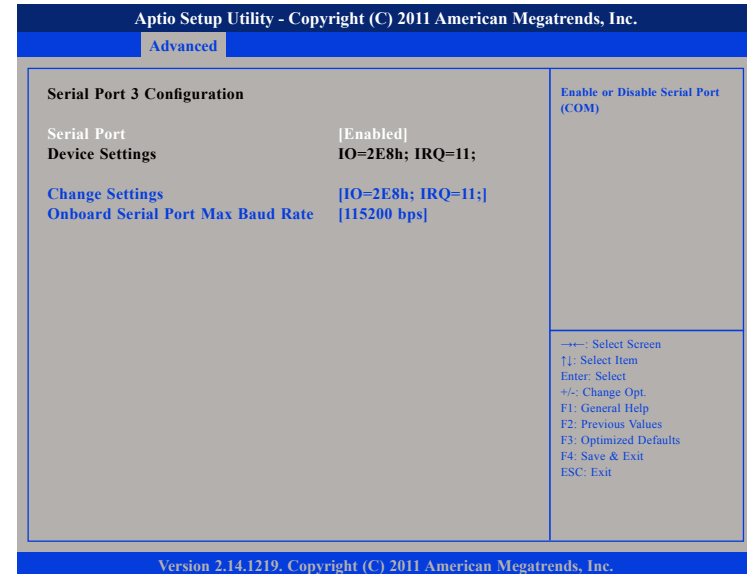 Aptio Setup Utility - Copyright (C) 2011 American Megatrends, Inc.
Advanced
Serial Port 3 Configuration
Serial Port [Enabled]
Device Settings IO=2E8h; IRQ=11;
Change Settings [IO=2E8h; IRQ=11;]
Onboard Serial Port Max Baud Rate [115200 bps]
Enable or Disable Serial Port
(COM)
→←: Select Screen
↑↓: Select Item
Enter: Select
+/-: Change Opt.
F1: General Help
F2: Previous Values
F3: Optimized Defaults
F4: Save & Exit
ESC: Exit
Version 2.14.1219. Copyright (C) 2011 American Megatrends, Inc.